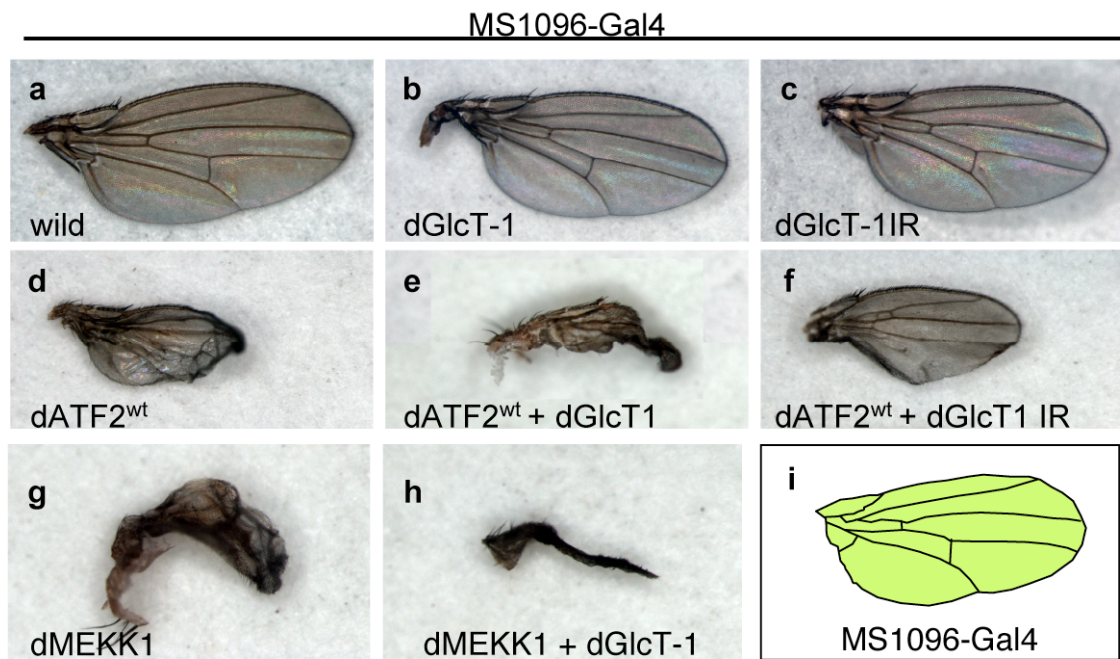 MS1096-Gal4
a
wild
b
dGlcT-1
c
dGlcT-1IR
d
dATF2wt
e
dATF2wt + dGlcT1
f
dATF2wt + dGlcT1 IR
g
dMEKK1
h
dMEKK1 + dGlcT-1
i
MS1096-Gal4